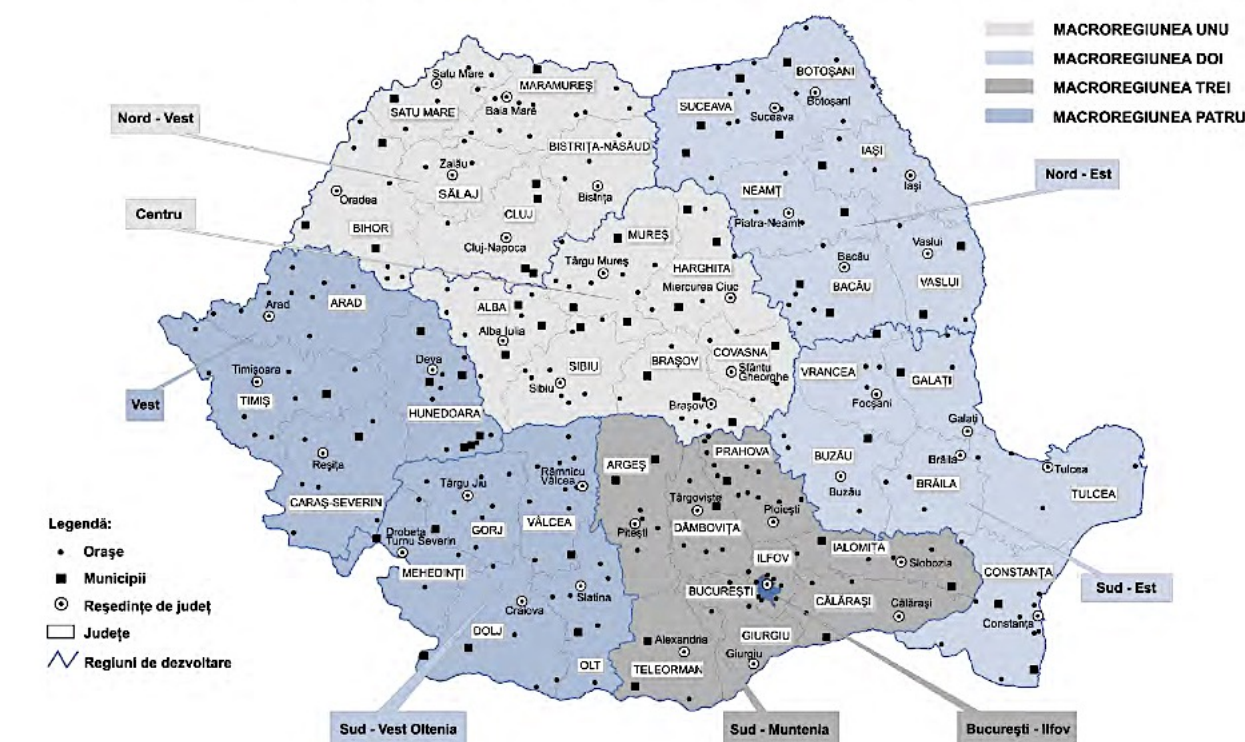 MACROREGIUNEA UNU
MACROREGIUNEA DOI
MACROREGIUNEA TREI
MACROREGIUNEA PATRU
Nord - Vest
Centru
Vest
Nord - Est
Sud - Est
Sud - Vest Oltenia
Sud - Muntenia
București - Ilfov
Satu Mare
SATU MARE
MARAMUREȘ
Baia Mare
BISTRIȚA-NĂSĂUD
Bistrița
Zalău
SĂLAJ
Oradea
BIHOR
CLUJ
Cluj-Napoca
SUCEAVA
Suceava
BOTOȘANI
Botoșani
IAȘI
Iași
NEAMȚ
Piatra-Neamț
Bacău
BACĂU
Vaslui
VASLUI
MUREȘ
Târgu Mureș
HARGHITA
Miercurea Ciuc
ALBA
Alba Iulia
SIBIU
Sibiu
BRAȘOV
Brașov
COVASNA
Sfântu
Gheorghe
ARAD
Arad
Timișoara
TIMIȘ
Deva
HUNEDOARA
Reșița
CARAȘ-SEVERIN
VRANCEA
Focșani
GALAȚI
Galați
BUZĂU
Buzău
Brăila
BRĂILA
Tulcea
TULCEA
CONSTANȚA
Constanța
Târgu Jiu
GORJ
Râmnicu
Vâlcea
VÂLCEA
Drobeta
Turnu Severin
MEHEDINȚI
Craiova
DOLJ
Slatina
OLT
ARGEȘ
Pitești
PRAHOVA
Ploiești
Târgoviște
DÂMBOVIȚA
ILFOV
BUCUREȘTI
IALOMIȚA
Slobozia
CĂLĂRAȘI
Călărași
GIURGIU
Giurgiu
Alexandria
TELEORMAN
Legendă:
Orașe
Municipii
Reședințe de județ
Județe
Regiuni de dezvoltare